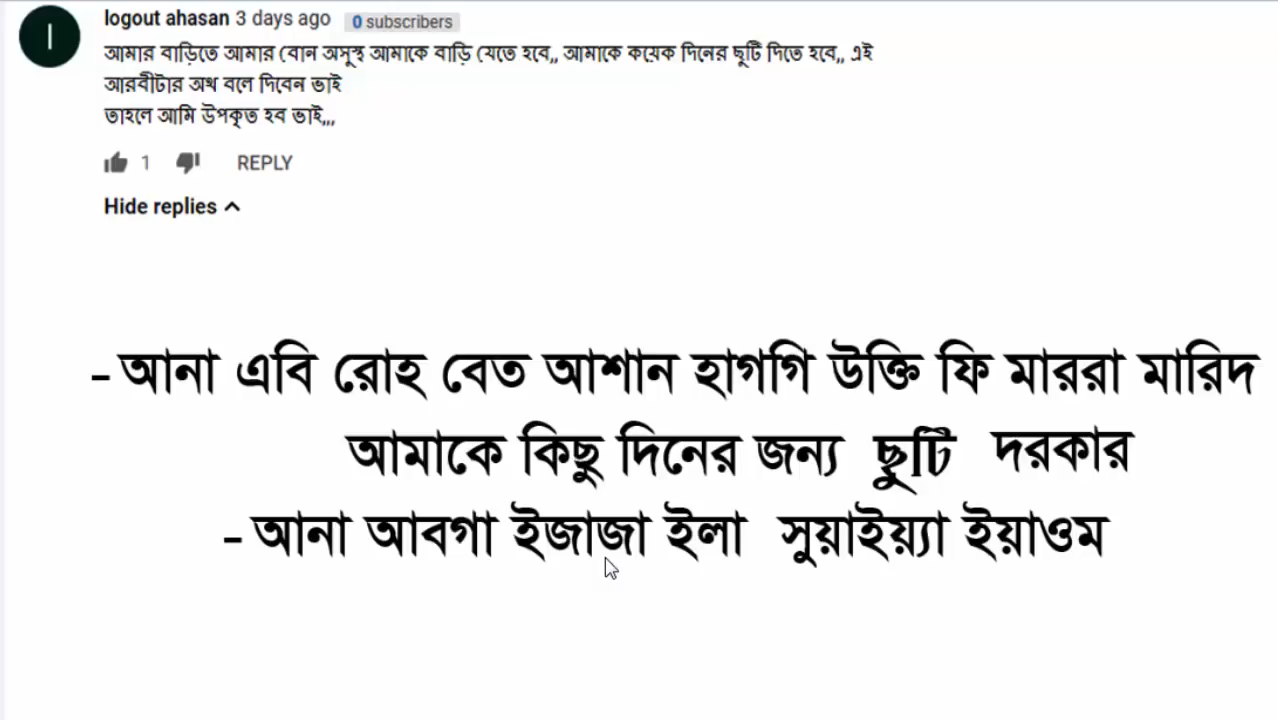 logout ahasan 3 days ago 0 subscribers
আমার বাড়িতে আমার বোন অসুস্থ আমাকে বাড়ি যেতে হবে,, আমাকে কয়েক দিনের ছুটি দিতে হবে,, এই
আরবীটার অথ বলে দিবেন ভাই
তাহলে আমি উপকৃত হব ভাই,,,
1 REPLY
Hide replies
- আনা এবি রোহ বেত আশান হাগগি উক্তি ফি মাররা মারিদ
আমাকে কিছু দিনের জন্য ছুটি দরকার
- আনা আবগা ইজাজা ইলা সুয়াইয়্যা ইয়াওম